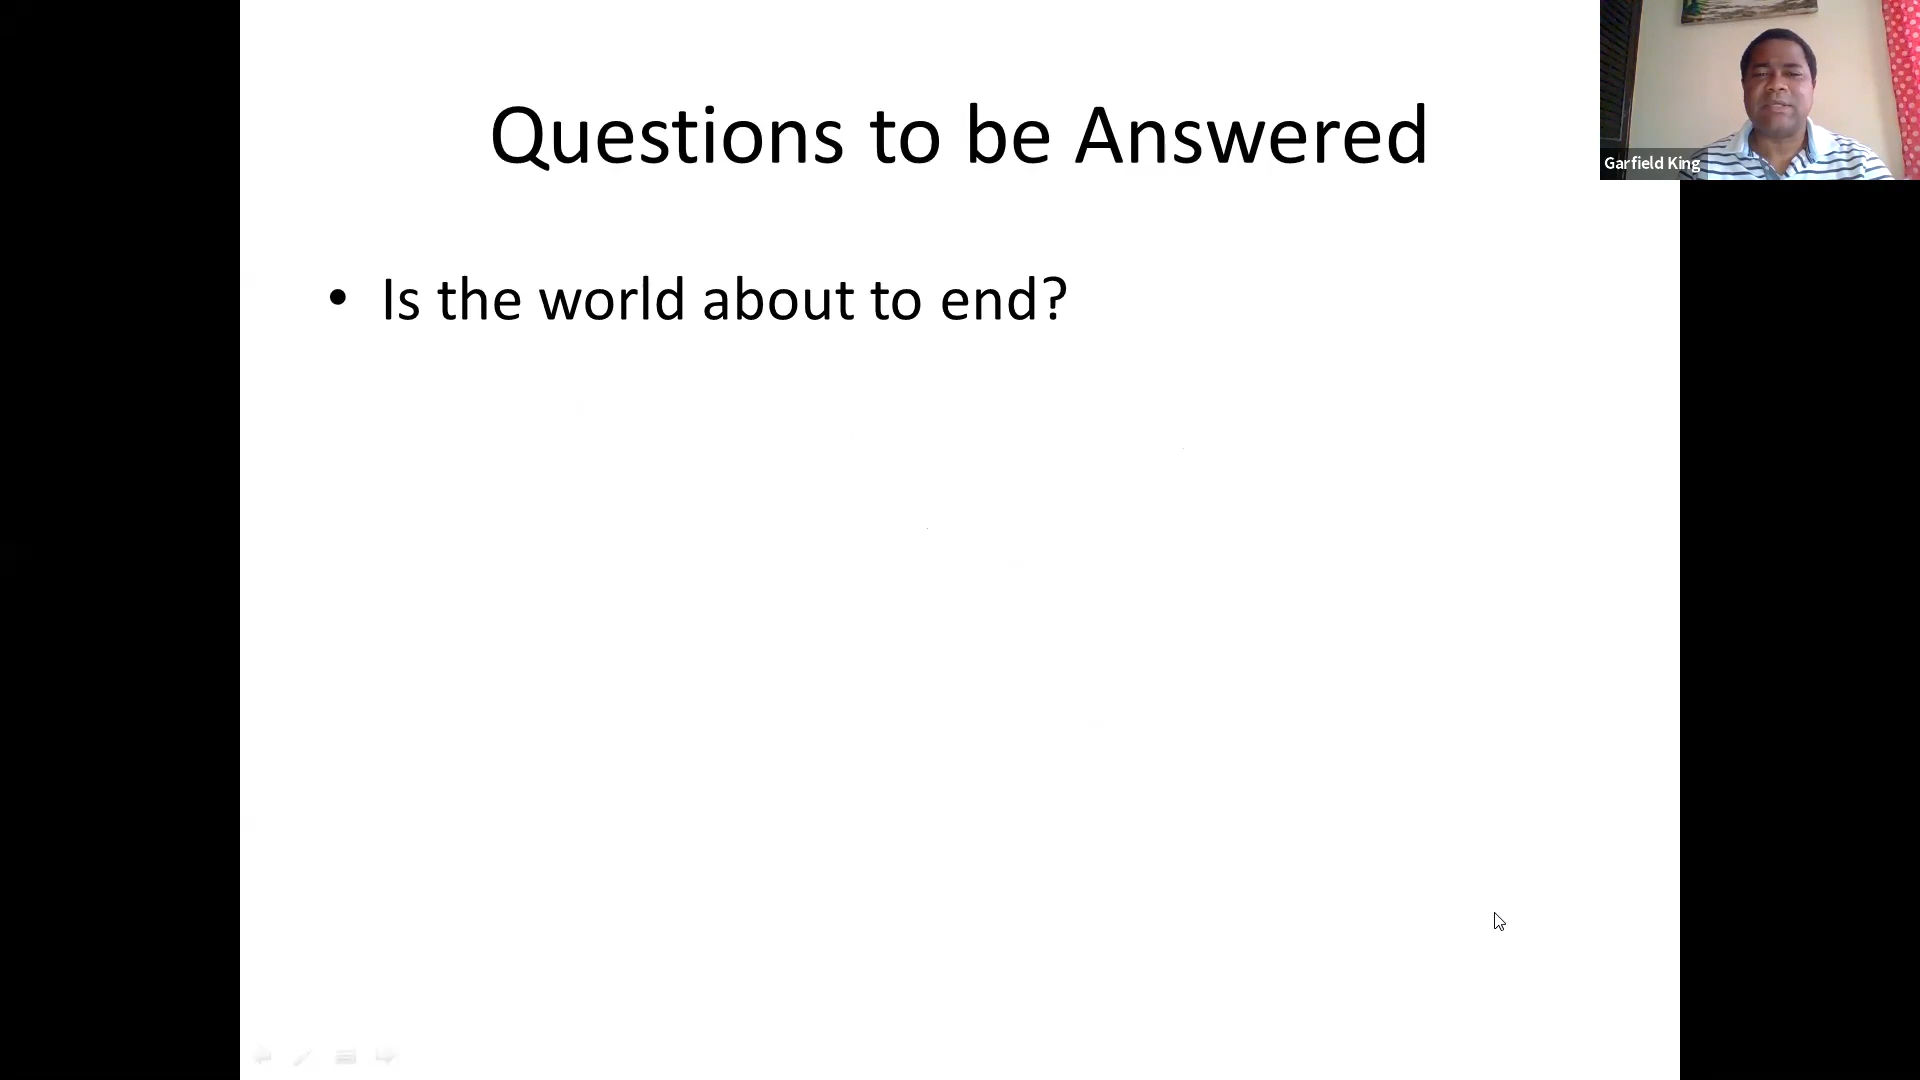 Questions to be Answered
Garfield King
• Is the world about to end?